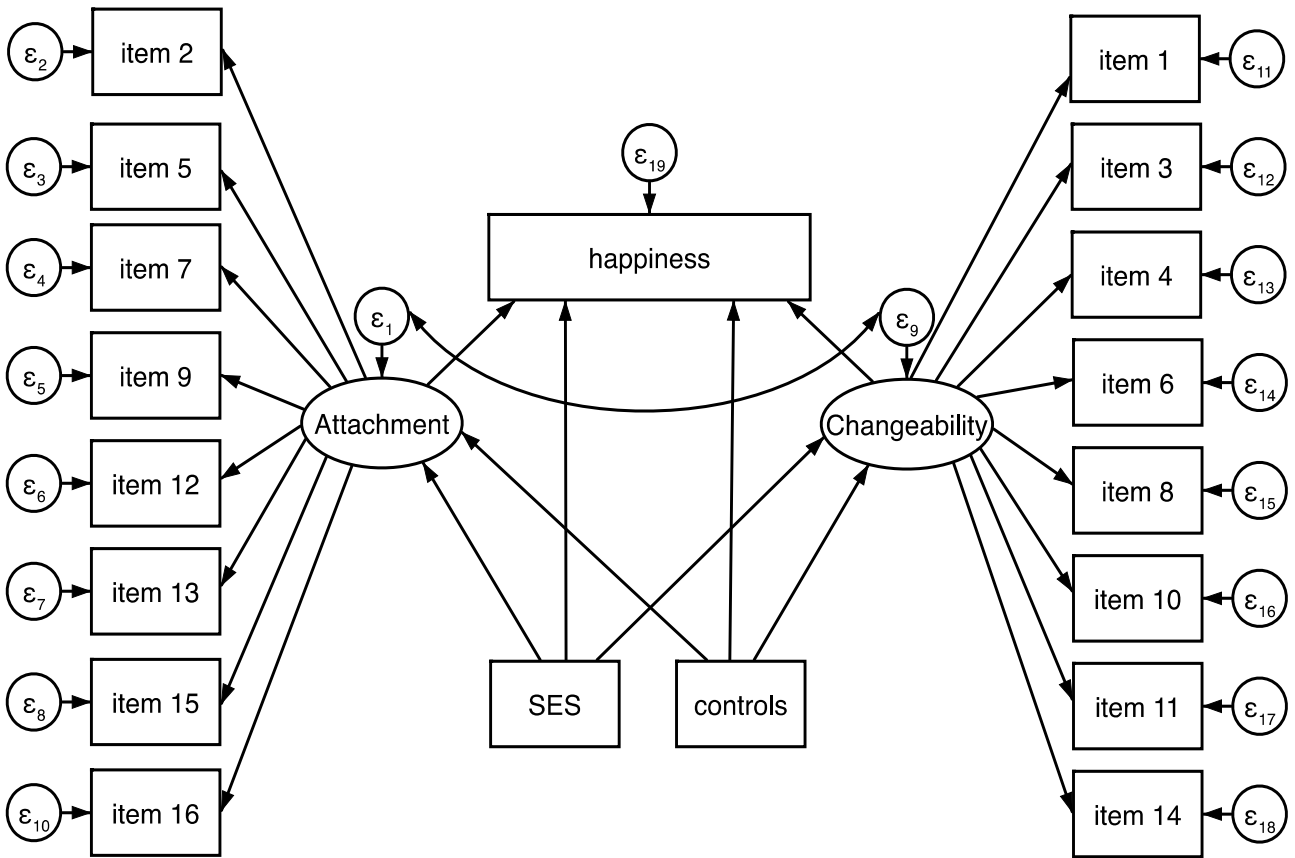 ε2
item 2
item 1
ε11
ε3
item 5
ε19
item 3
ε12
ε4
item 7
happiness
item 4
ε13
ε1
ε9
ε5
item 9
item 6
ε14
Attachment
Changeability
ε6
item 12
item 8
ε15
ε7
item 13
item 10
ε16
ε8
item 15
SES
controls
item 11
ε17
ε10
item 16
item 14
ε18